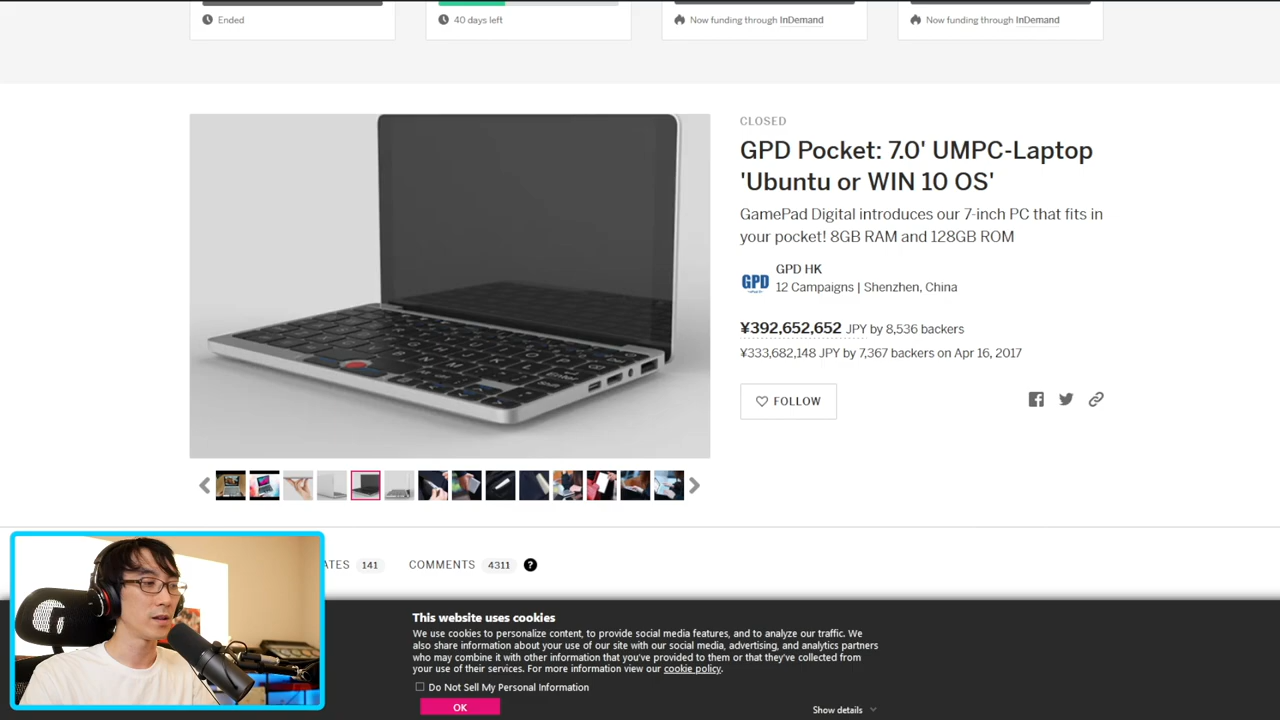 Ended
40 days left
Now funding through InDemand
Now funding through InDemand
CLOSED
GPD Pocket: 7.0' UMPC-Laptop
'Ubuntu or WIN 10 OS'
GamePad Digital introduces our 7-inch PC that fits in
your pocket! 8GB RAM and 128GB ROM
GPD
GPD HK
12 Campaigns | Shenzhen, China
¥392,652,652 JPY by 8,536 backers
¥333,682,148 JPY by 7,367 backers on Apr 16, 2017
FOLLOW
ATES 141
COMMENTS 4311 ?
This website uses cookies
We use cookies to personalize content, to provide social media features, and to analyze our traffic. We
also share information about your use of our site with our social media, advertising, and analytics partners
who may combine it with other information that you've provided to them or that they've collected from
your use of their services. For more information view our cookie policy.
Do Not Sell My Personal Information
OK
Show details